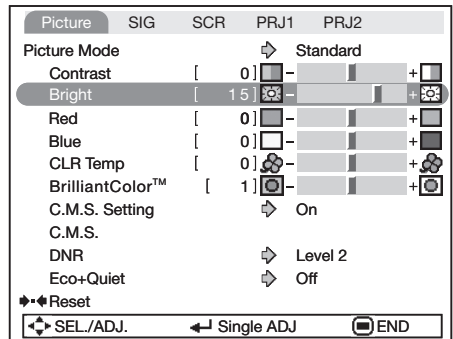 Picture SIG SCR PRJ1 PRJ2
Picture Mode Standard
Contrast [ 0] - +
Bright [ 15] - +
Red [ 0] - +
Blue [ 0] - +
CLR Temp [ 0] - +
BrilliantColor™ [ 1] - +
C.M.S. Setting On
C.M.S.
DNR Level 2
Eco+Quiet Off
Reset
SEL./ADJ. Single ADJ END